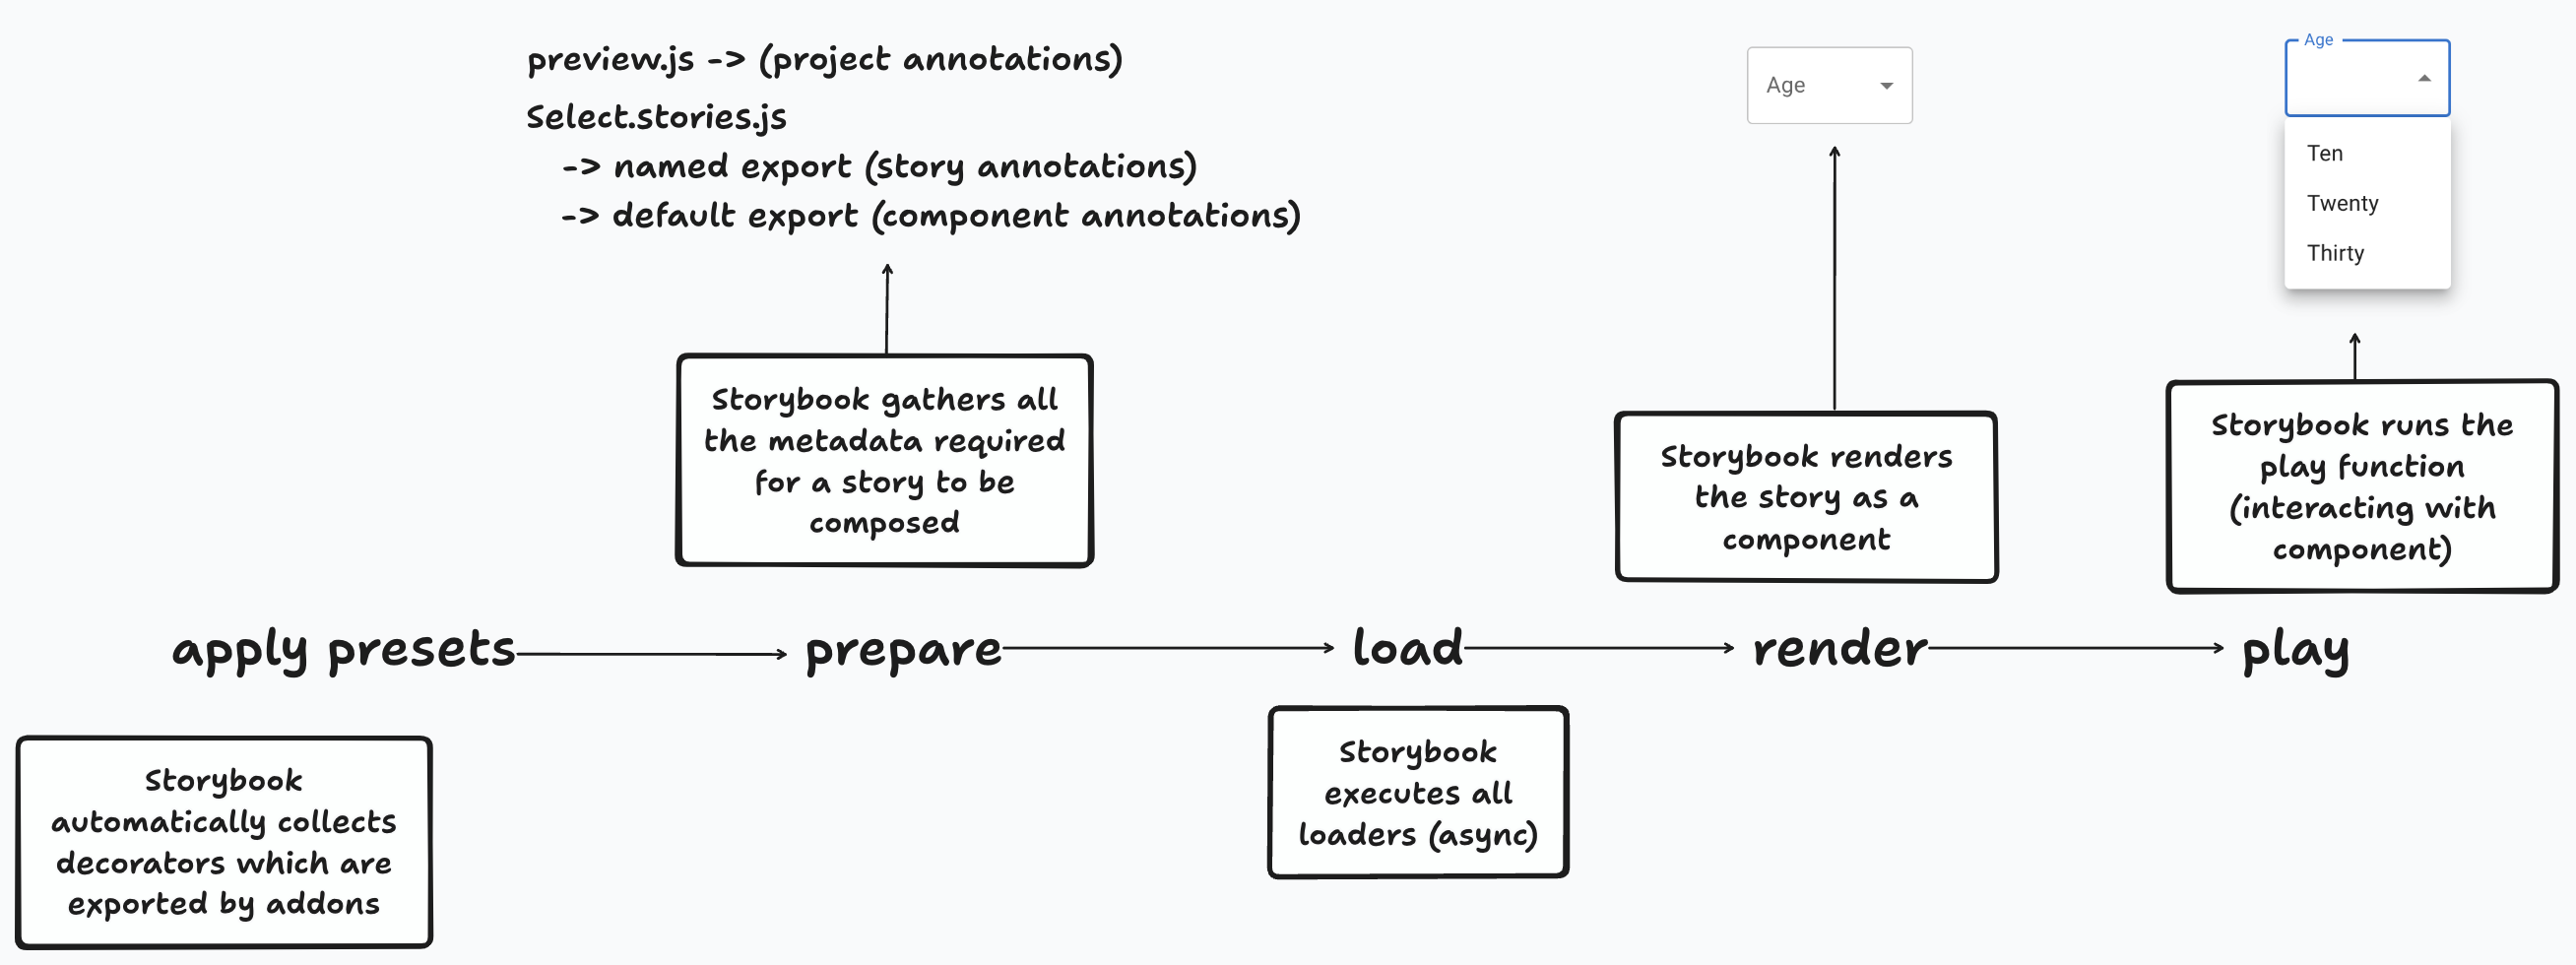 preview.js -> (project annotations)
Select.stories.js
-> named export (story annotations)
-> default export (component annotations)
Age
Age
Ten
Twenty
Thirty
Storybook gathers all
the metadata required
for a story to be
composed
Storybook renders
the story as a
component
Storybook runs the
play function
(interacting with
component)
apply presets
prepare
load
render
play
Storybook
automatically collects
decorators which are
exported by addons
Storybook
executes all
loaders (async)